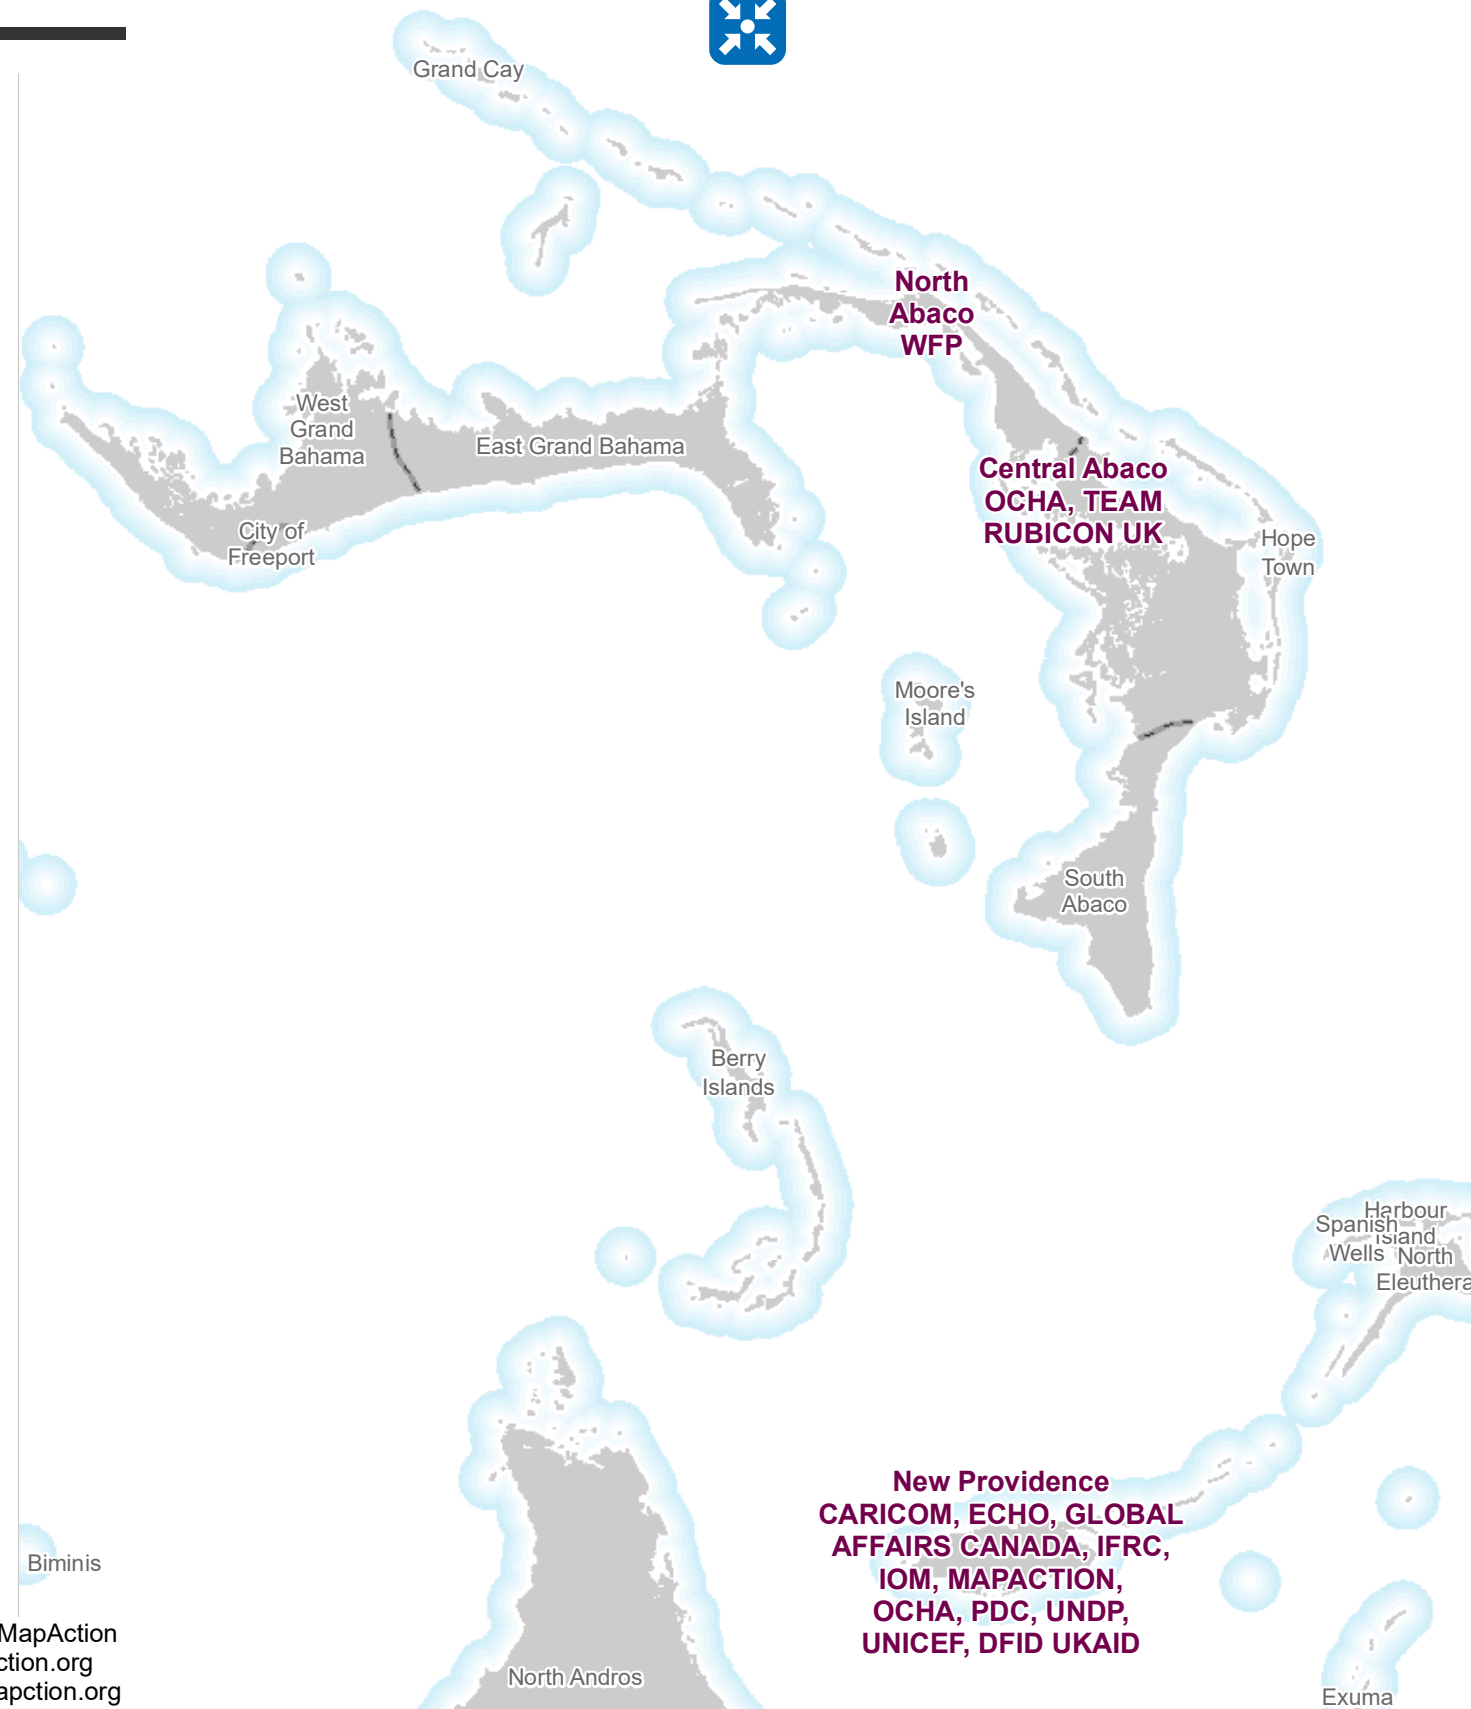 Grand Cay
North
Abaco
WFP
West
Grand
Bahama
East Grand Bahama
Central Abaco
OCHA, TEAM
RUBICON UK
City of
Freeport
Hope
Town
Moore's
Island
South
Abaco
Berry
Islands
Harbour
Island
Spanish
Wells
North
Eleuthera
New Providence
CARICOM, ECHO, GLOBAL
AFFAIRS CANADA, IFRC,
IOM, MAPACTION,
OCHA, PDC, UNDP,
UNICEF, DFID UKAID
Biminis
MapAction
ction.org
apction.org
North Andros
Exuma